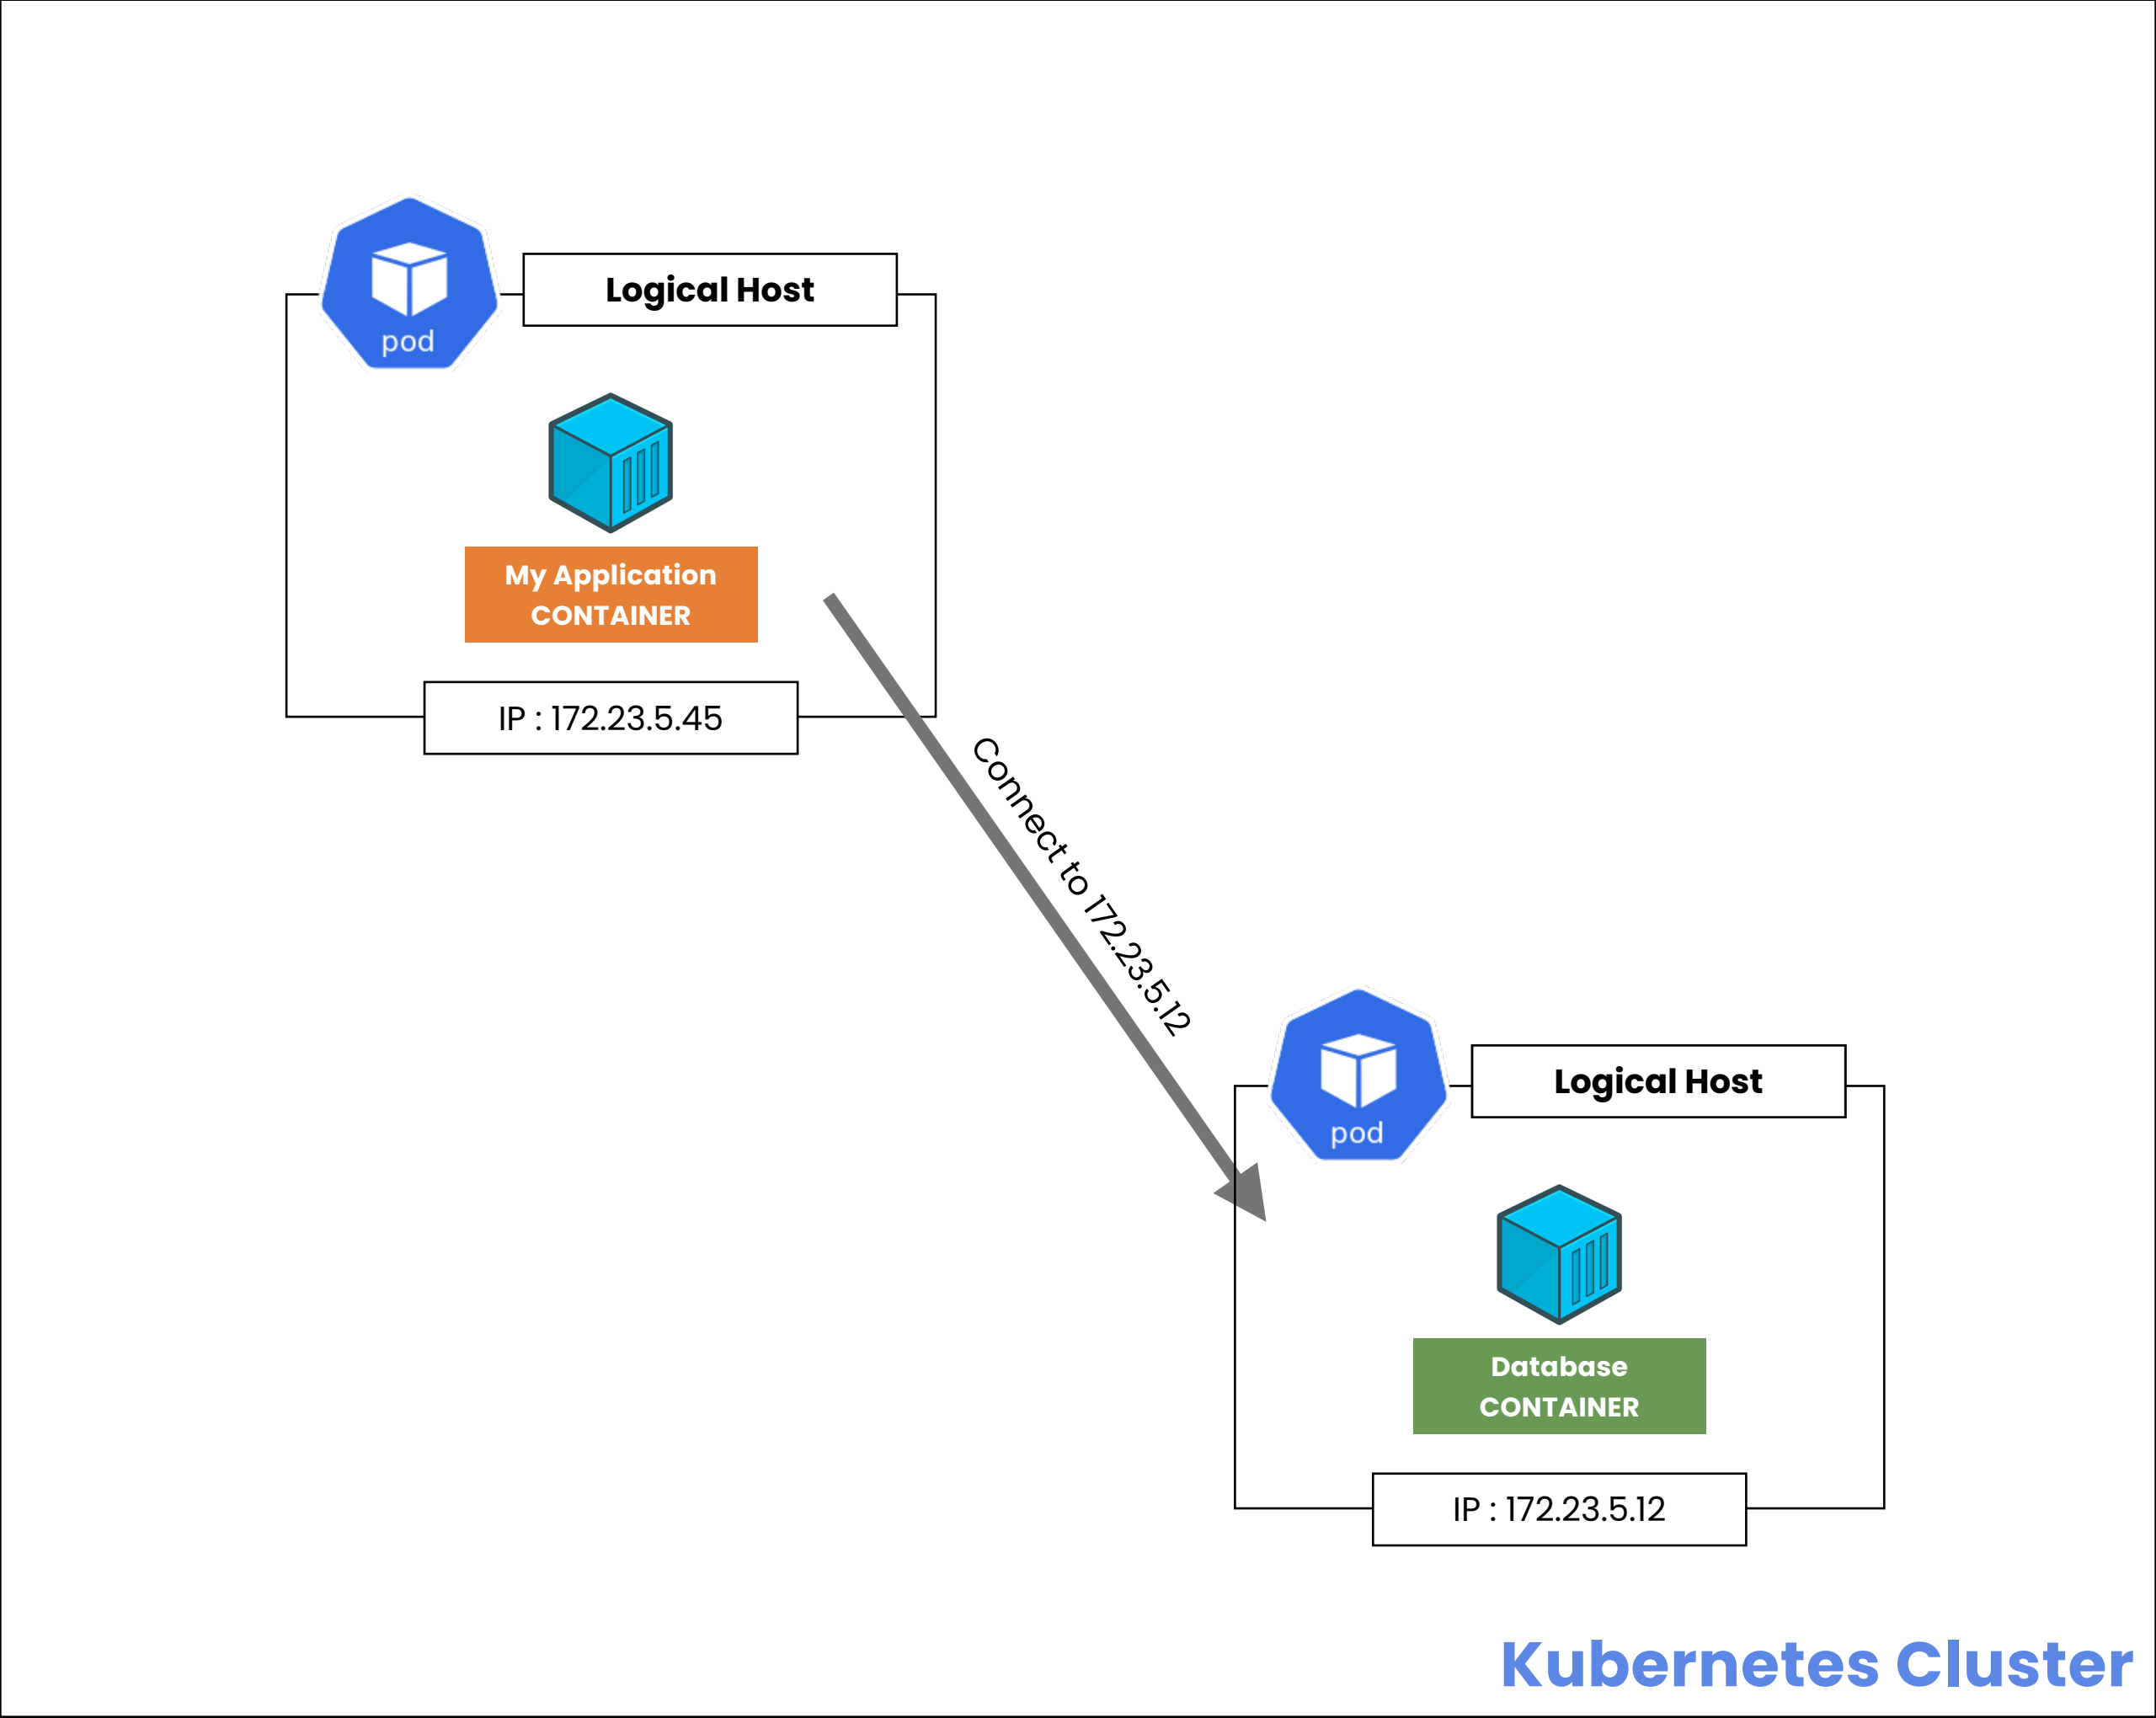 Logical Host
pod
My Application
CONTAINER
IP : 172.23.5.45
Connect to 172.23.5.12
Logical Host
pod
Database
CONTAINER
IP : 172.23.5.12
Kubernetes Cluster